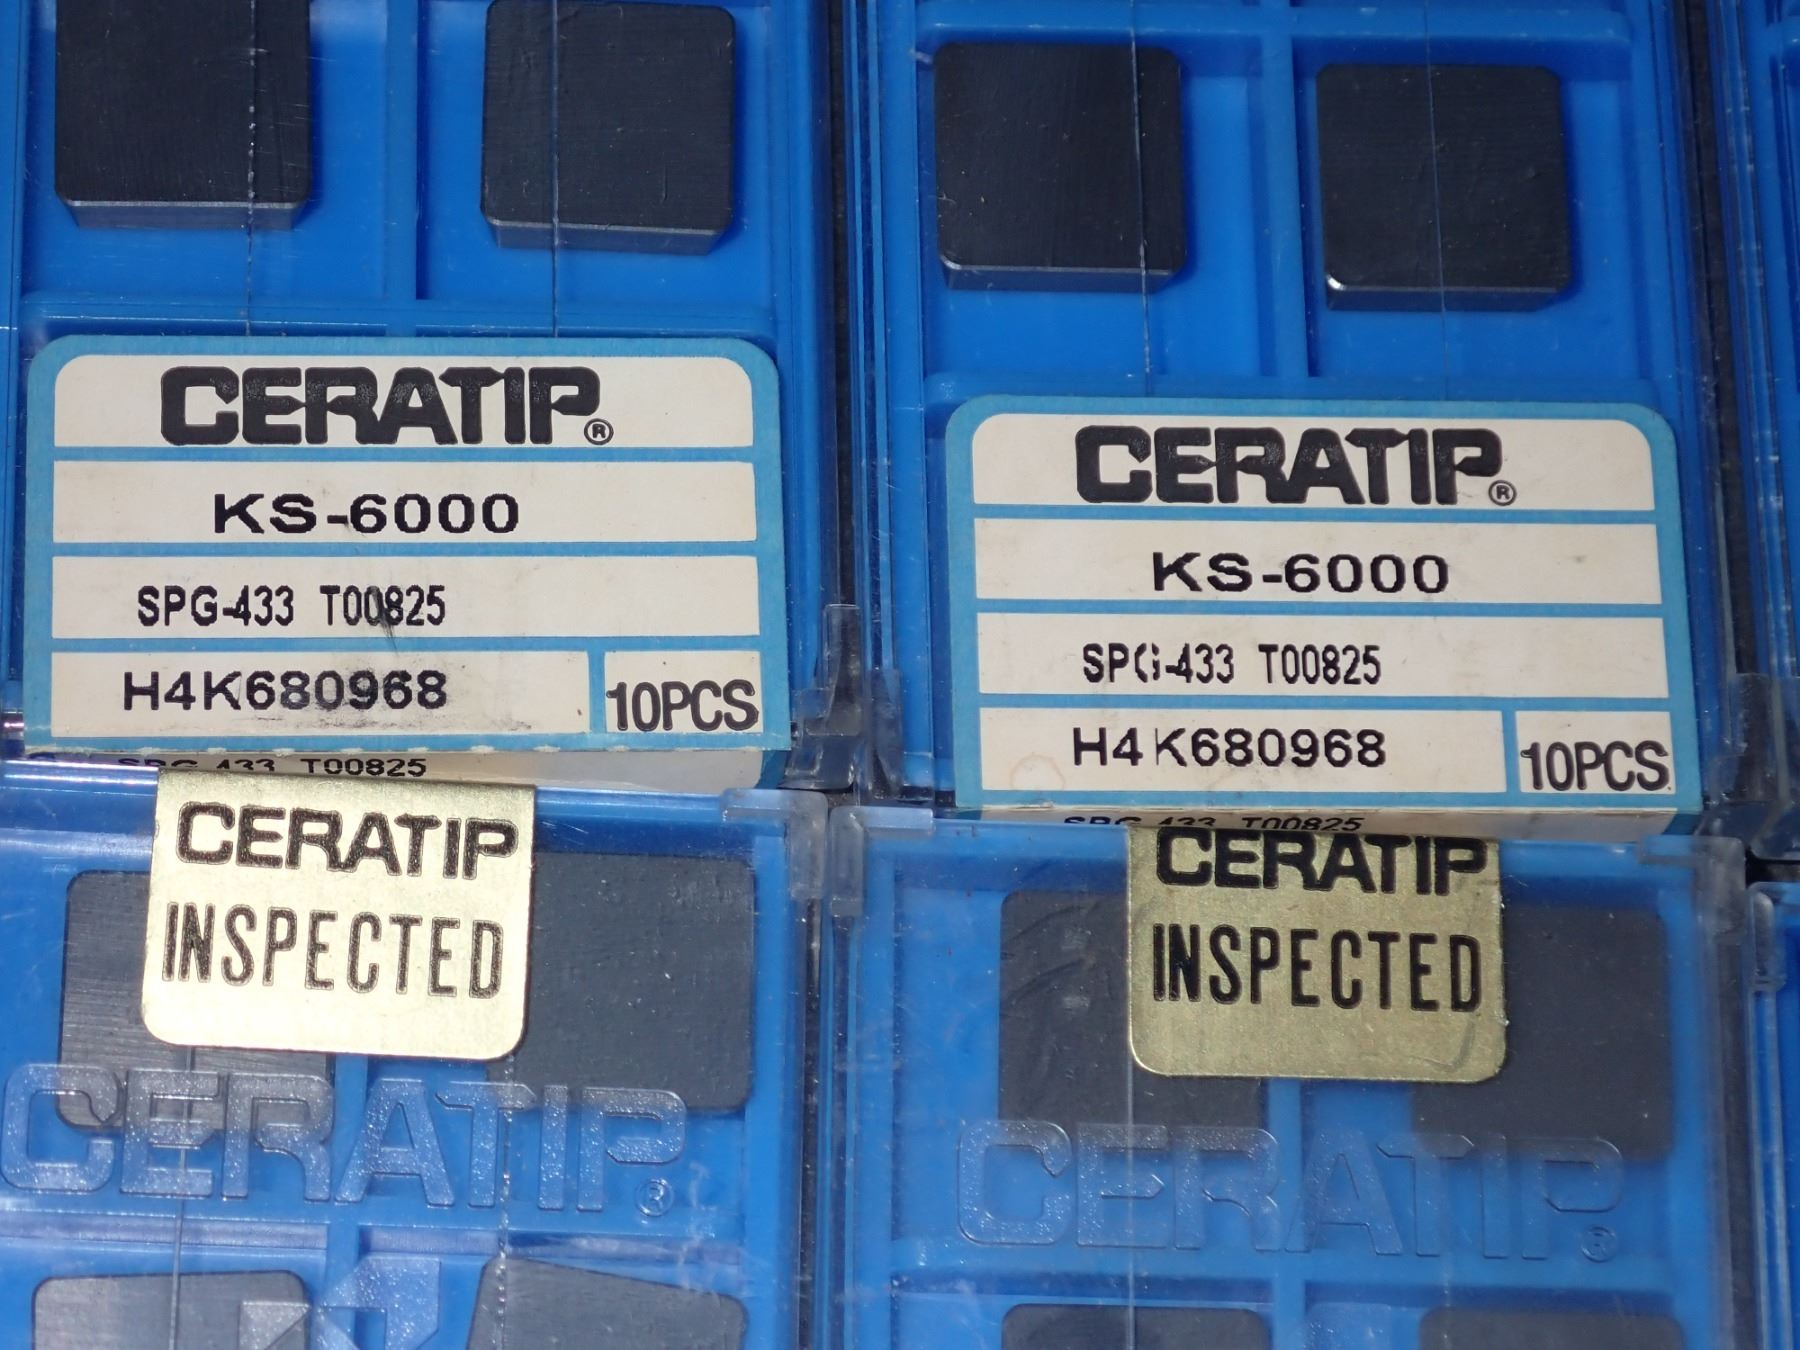 CERATIP®
KS-6000
SPG-433 T00825
H4K680968
10PCS
SPG-433 T00825
CERATIP
INSPECTED
CERATIP®
CERATIP®
KS-6000
SPG-433 T00825
H4K680968
10PCS
SPG-433 T00825
CERATIP
INSPECTED
CERATIP®